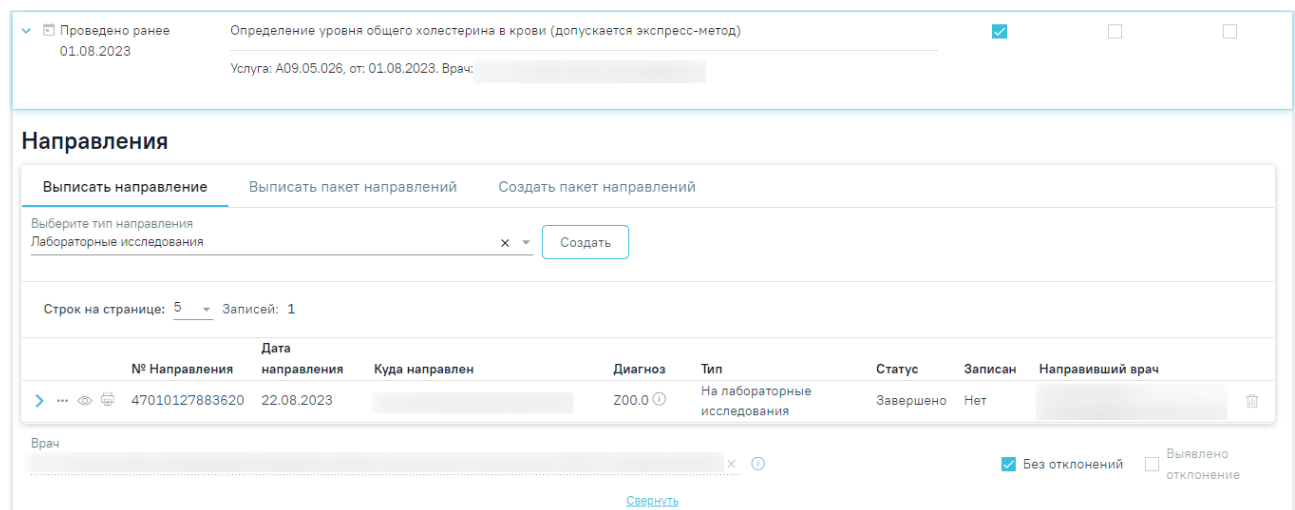 Проведено ранее
01.08.2023
Определение уровня общего холестерина в крови (допускается экспресс-метод)
Услуга: A09.05.026, от: 01.08.2023. Врач:
Направления
Выписать направление Выписать пакет направлений Создать пакет направлений
Выберите тип направления
Лабораторные исследования
Создать
Строк на странице: 5 Записей: 1
№ Направления Дата направления Куда направлен Диагноз Тип Статус Записан Направивший врач
47010127883620 22.08.2023 Z00.0 На лабораторные исследования Завершено Нет
Врач
Без отклонений Выявлено отклонение
Свернуть